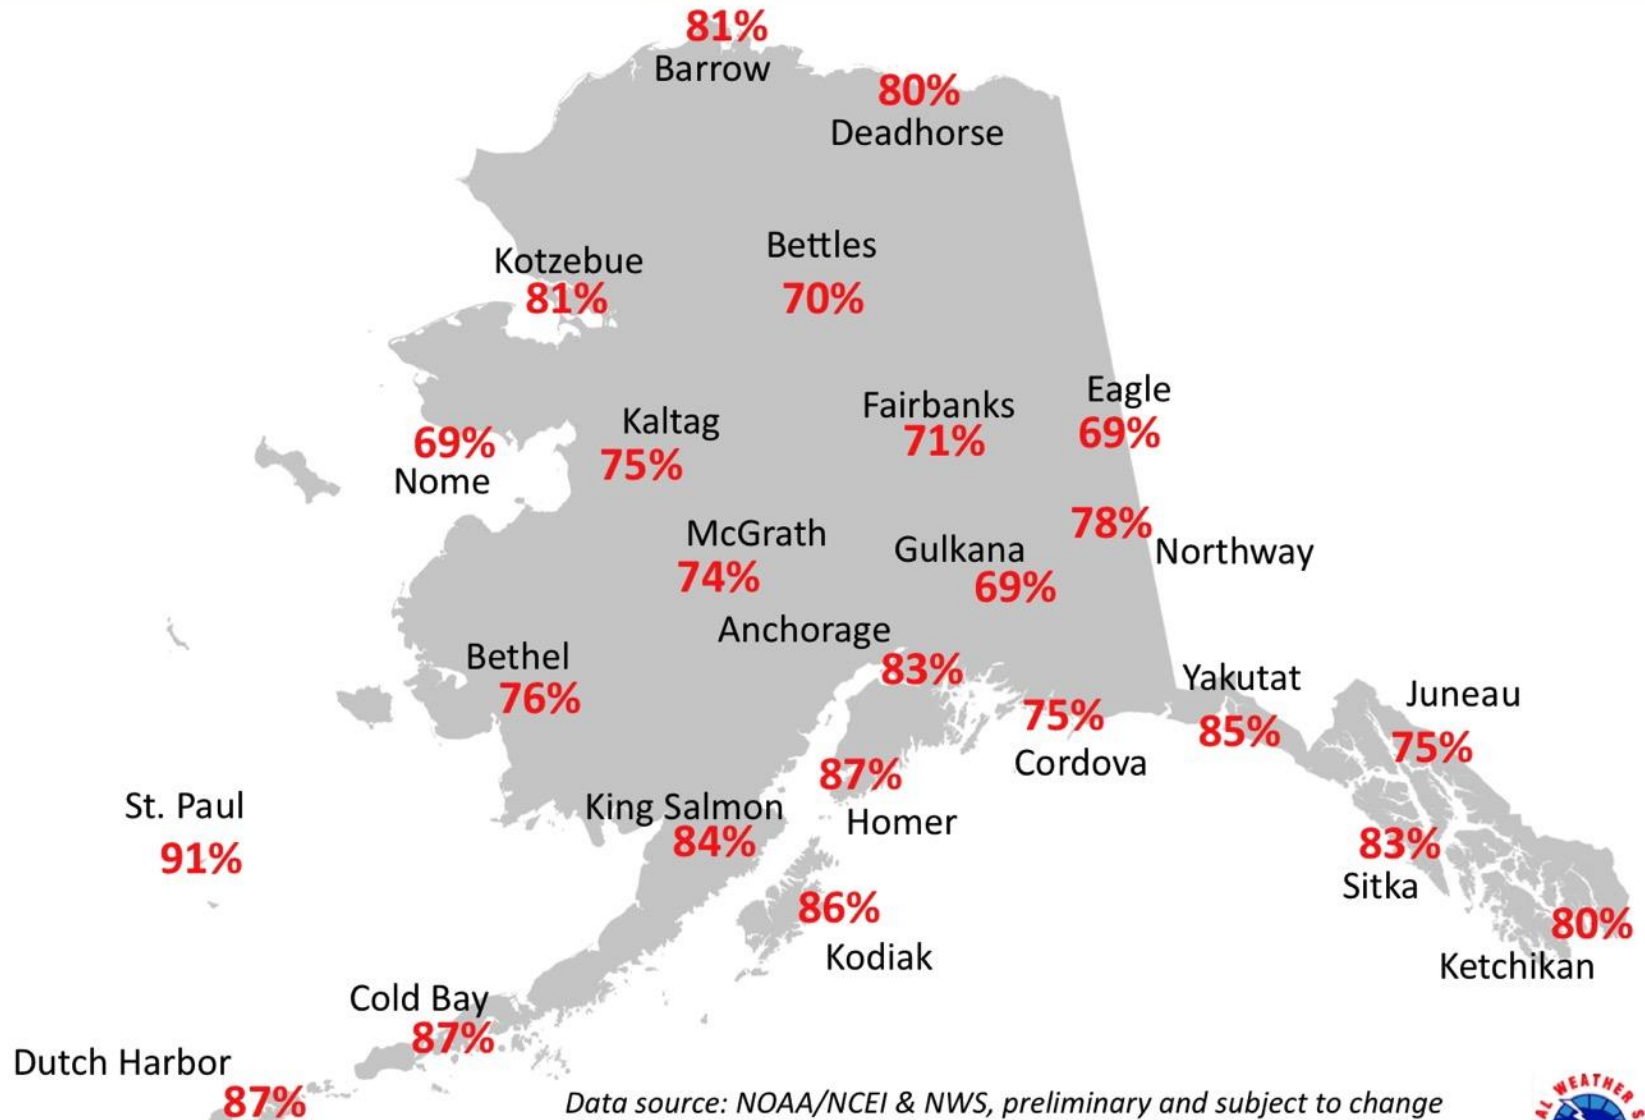 81%
Barrow
80%
Deadhorse
Bettles
70%
Kotzebue
81%
Eagle
69%
Fairbanks
71%
Kaltag
75%
69%
Nome
78%
Northway
McGrath
74%
Gulkana
69%
Anchorage
83%
Bethel
76%
Yakutat
85%
Juneau
75%
75%
Cordova
87%
Homer
St. Paul
91%
King Salmon
84%
83%
Sitka
86%
Kodiak
80%
Ketchikan
Cold Bay
87%
Dutch Harbor
87%
Data source: NOAA/NCEI & NWS, preliminary and subject to change
AL WEATHER S